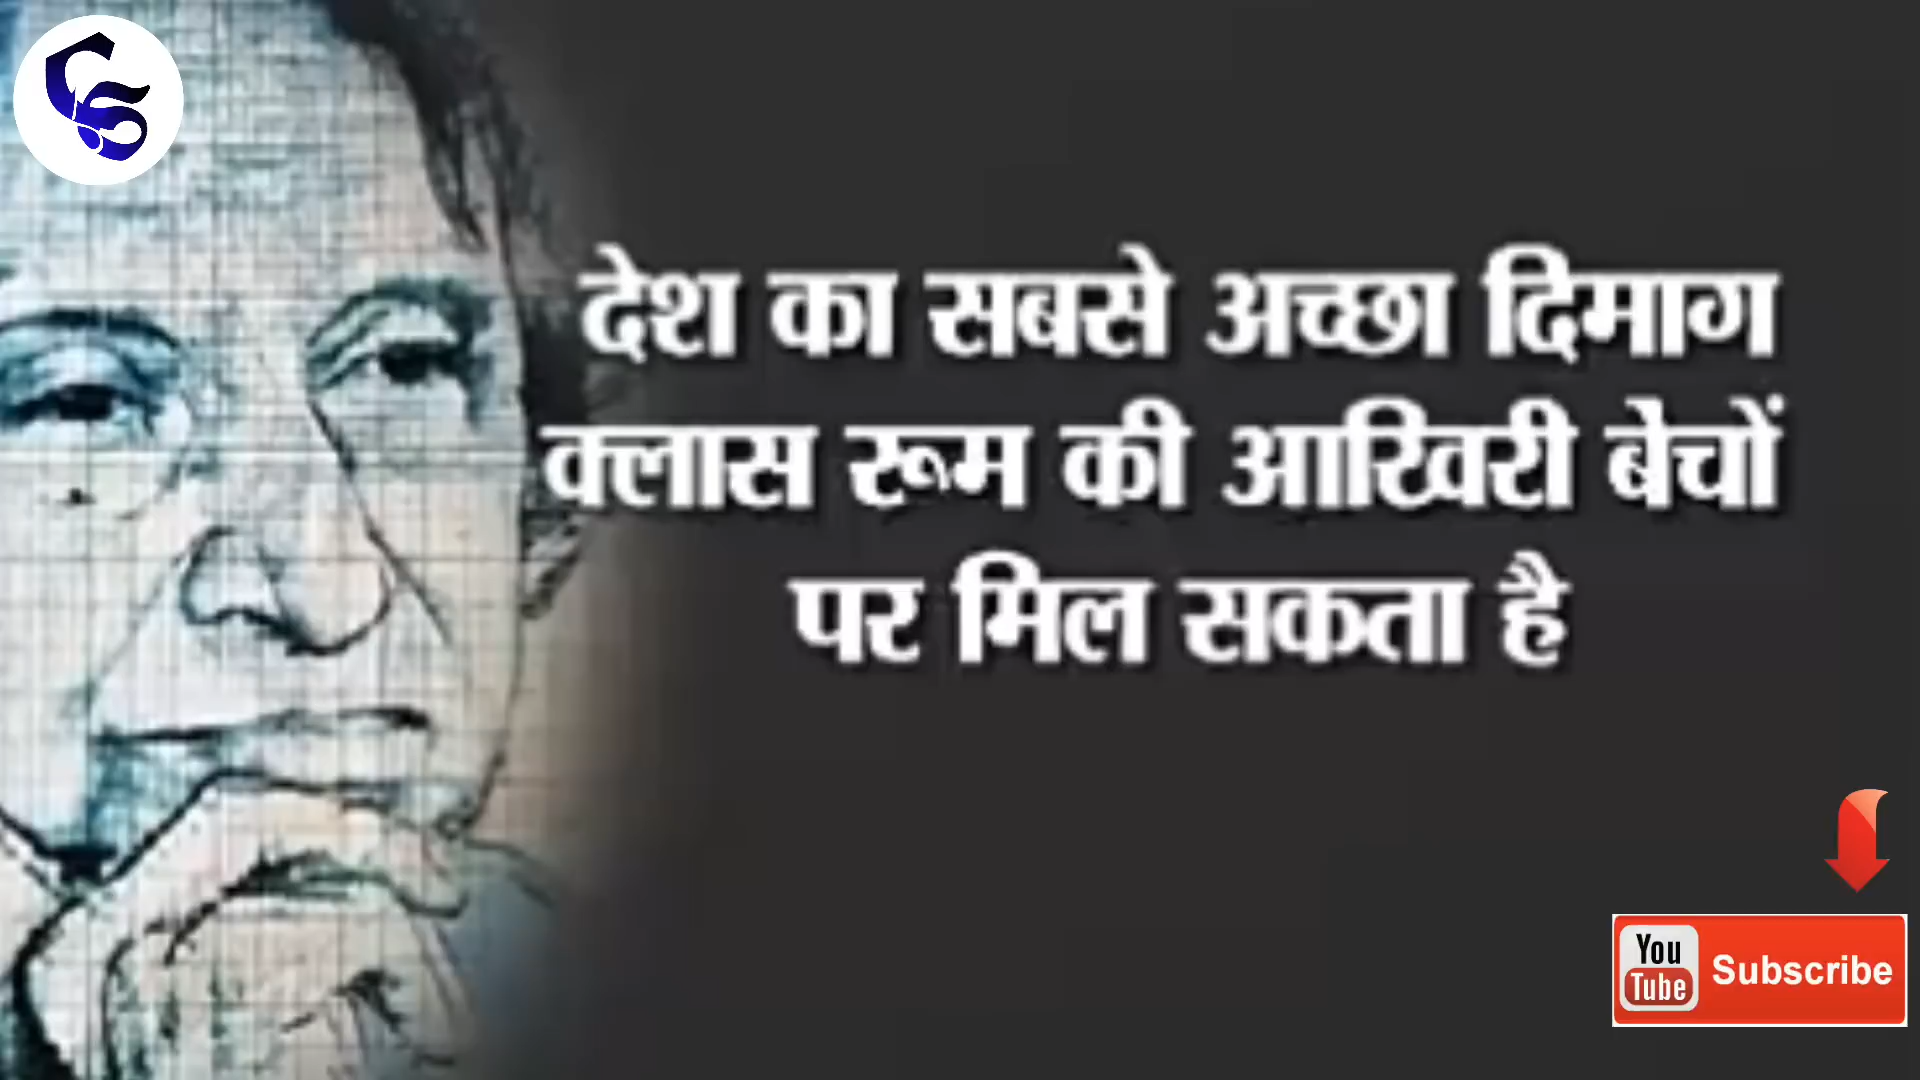 देश का सबसे अच्छा दिमाग
क्लास रूम की आखिरी बेचों
पर मिल सकता है
You
Tube
Subscribe